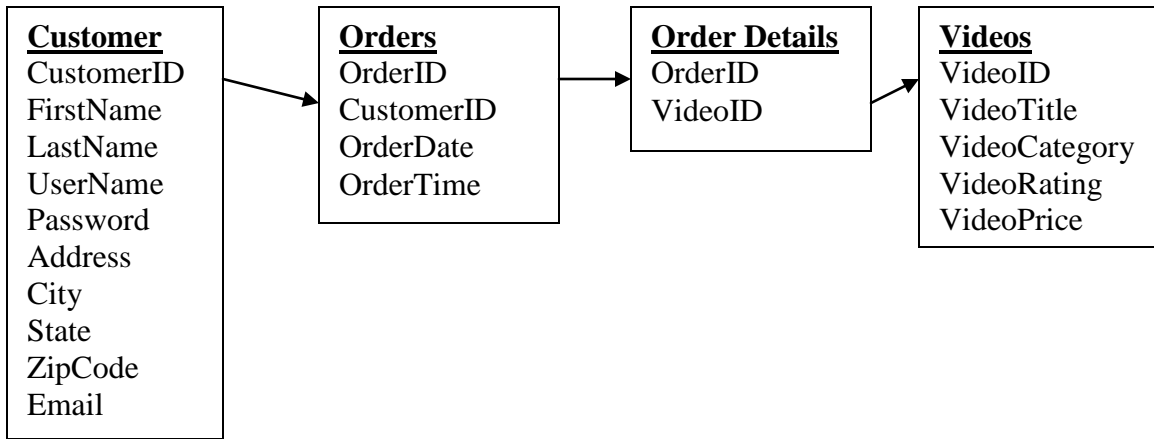 Customer
CustomerID
FirstName
LastName
UserName
Password
Address
City
State
ZipCode
Email
Orders
OrderID
CustomerID
OrderDate
OrderTime
Order Details
OrderID
VideoID
Videos
VideoID
VideoTitle
VideoCategory
VideoRating
VideoPrice